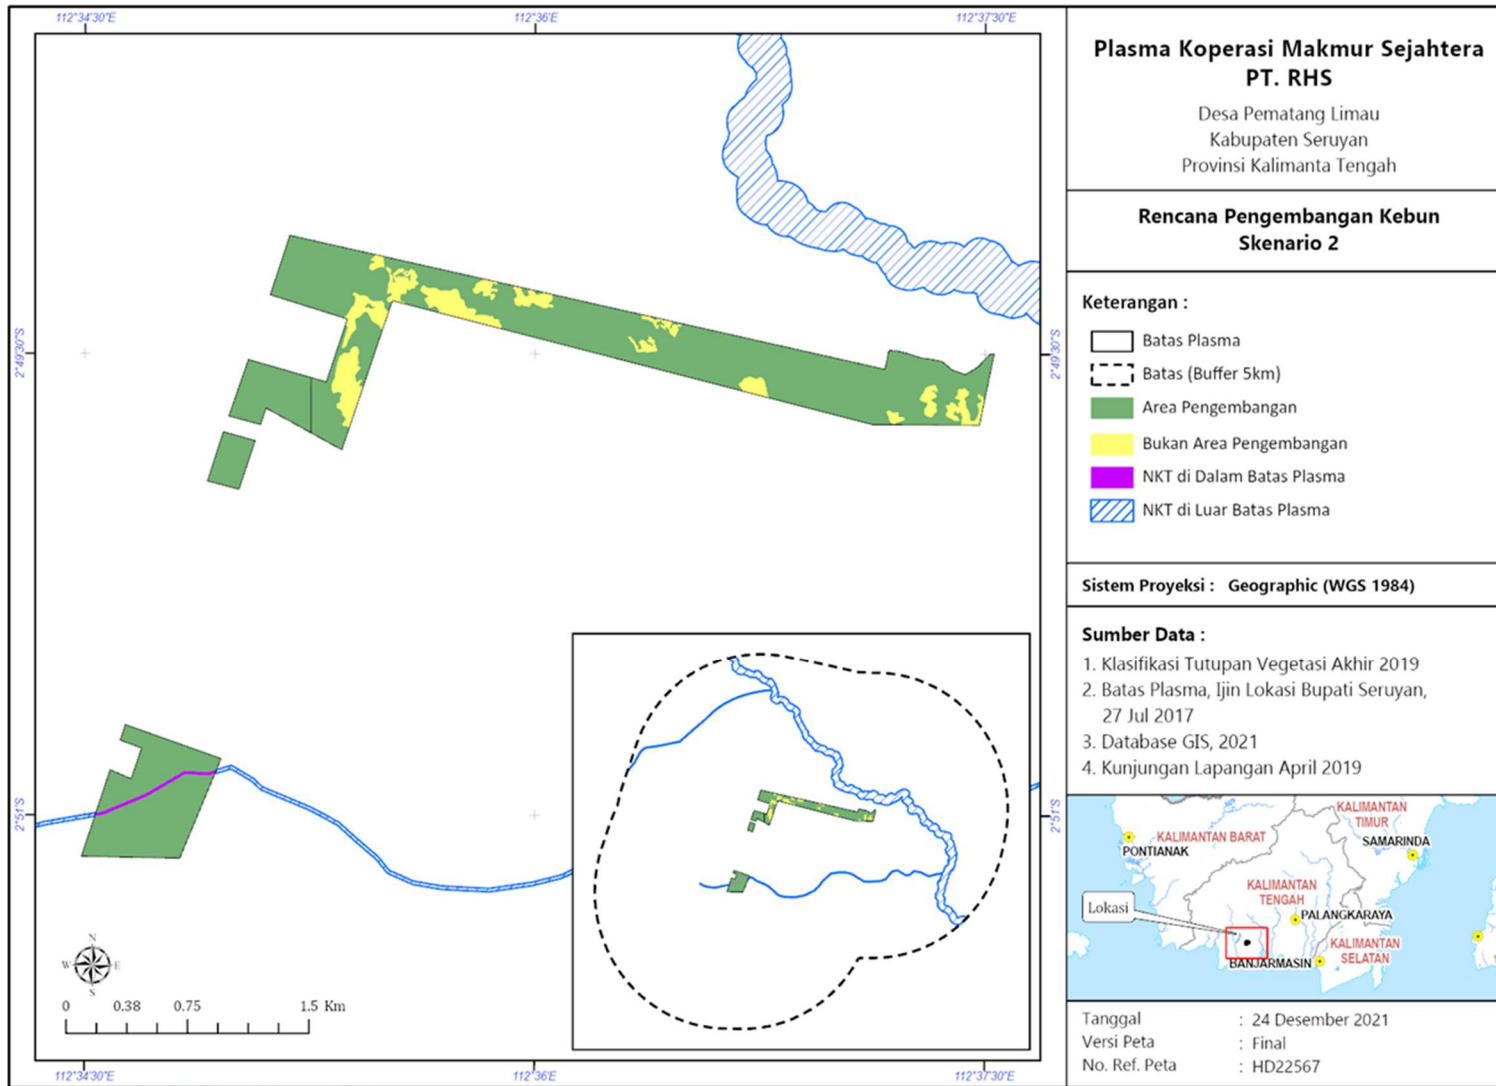 112°34'30"E
112°36'E
112°37'30"E
2°49'30"S
2°49'30"S
2°51'S
2°51'S
N
W
E
S
0 0.38 0.75 1.5 Km
112°34'30"E
112°36'E
112°37'30"E
Plasma Koperasi Makmur Sejahtera
PT. RHS
Desa Pematang Limau
Kabupaten Seruyan
Provinsi Kalimanta Tengah
Rencana Pengembangan Kebun
Skenario 2
Keterangan :
Batas Plasma
Batas (Buffer 5km)
Area Pengembangan
Bukan Area Pengembangan
NKT di Dalam Batas Plasma
NKT di Luar Batas Plasma
Sistem Proyeksi : Geographic (WGS 1984)
Sumber Data :
1. Klasifikasi Tutupan Vegetasi Akhir 2019
2. Batas Plasma, Ijin Lokasi Bupati Seruyan,
27 Jul 2017
3. Database GIS, 2021
4. Kunjungan Lapangan April 2019
KALIMANTAN
TIMUR
KALIMANTAN BARAT
SAMARINDA
PONTIANAK
KALIMANTAN
TENGAH
Lokasi
PALANGKARAYA
KALIMANTAN
SELATAN
BANJARMASIN
Tanggal : 24 Desember 2021
Versi Peta : Final
No. Ref. Peta : HD22567